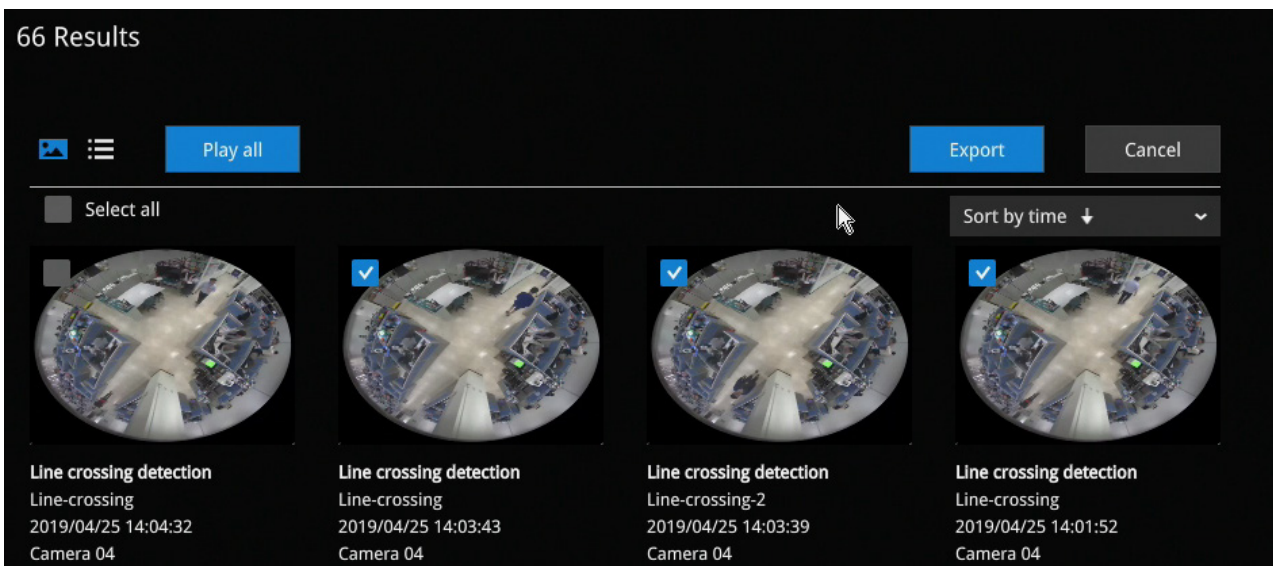 66 Results
Play all
Export
Cancel
Select all
Sort by time
Line crossing detection
Line-crossing
2019/04/25 14:04:32
Camera 04
Line crossing detection
Line-crossing
2019/04/25 14:03:43
Camera 04
Line crossing detection
Line-crossing-2
2019/04/25 14:03:39
Camera 04
Line crossing detection
Line-crossing
2019/04/25 14:01:52
Camera 04